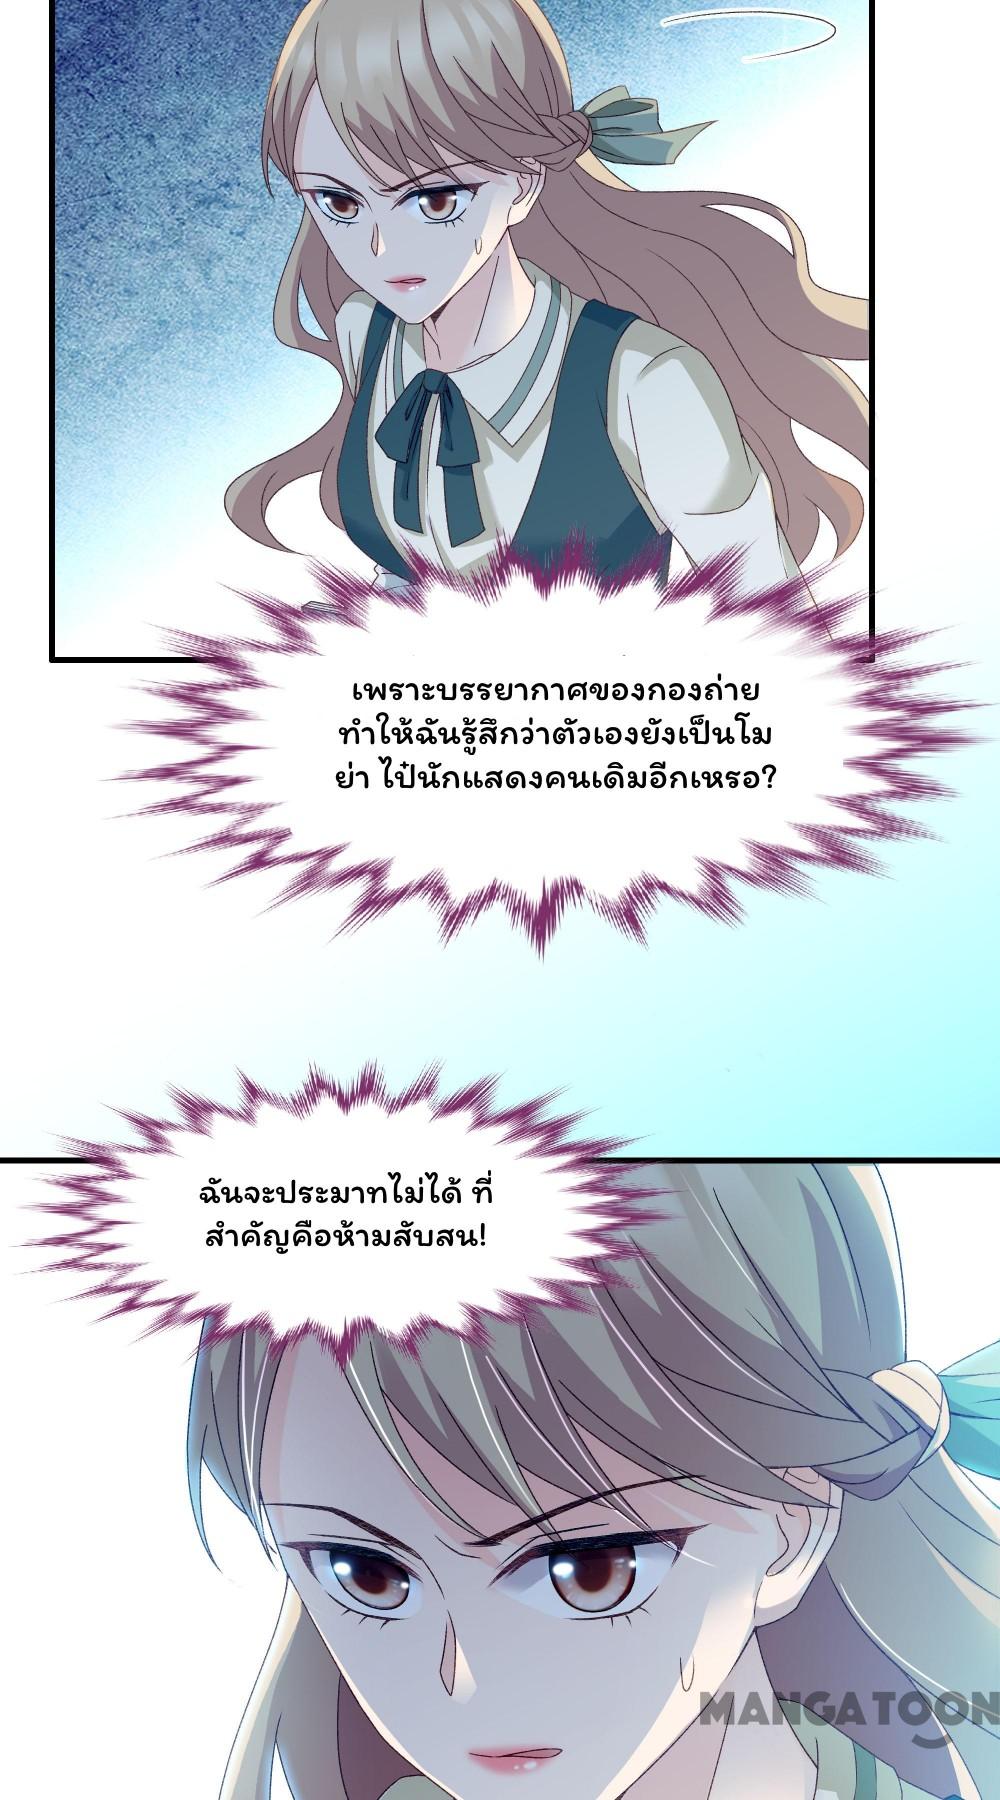 เพราะบรรยากาศของกองถ่าย
ทำให้ฉันรู้สึกว่าตัวเองยังเป็นโม
ย่า ไป๋นักแสดงคนเดิมอีกเหรอ?
ฉันจะประมาทไม่ได้ ที่
สำคัญคือห้ามสับสน!
MANGATOON